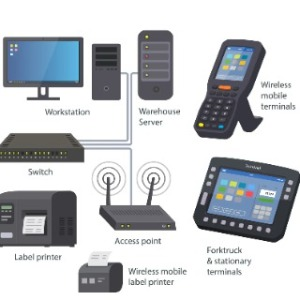 Workstation
Warehouse
Server
Wireless
mobile
terminals
Switch
Access point
Label printer
Wireless mobile
label printer
Forktruck
& stationary
terminals